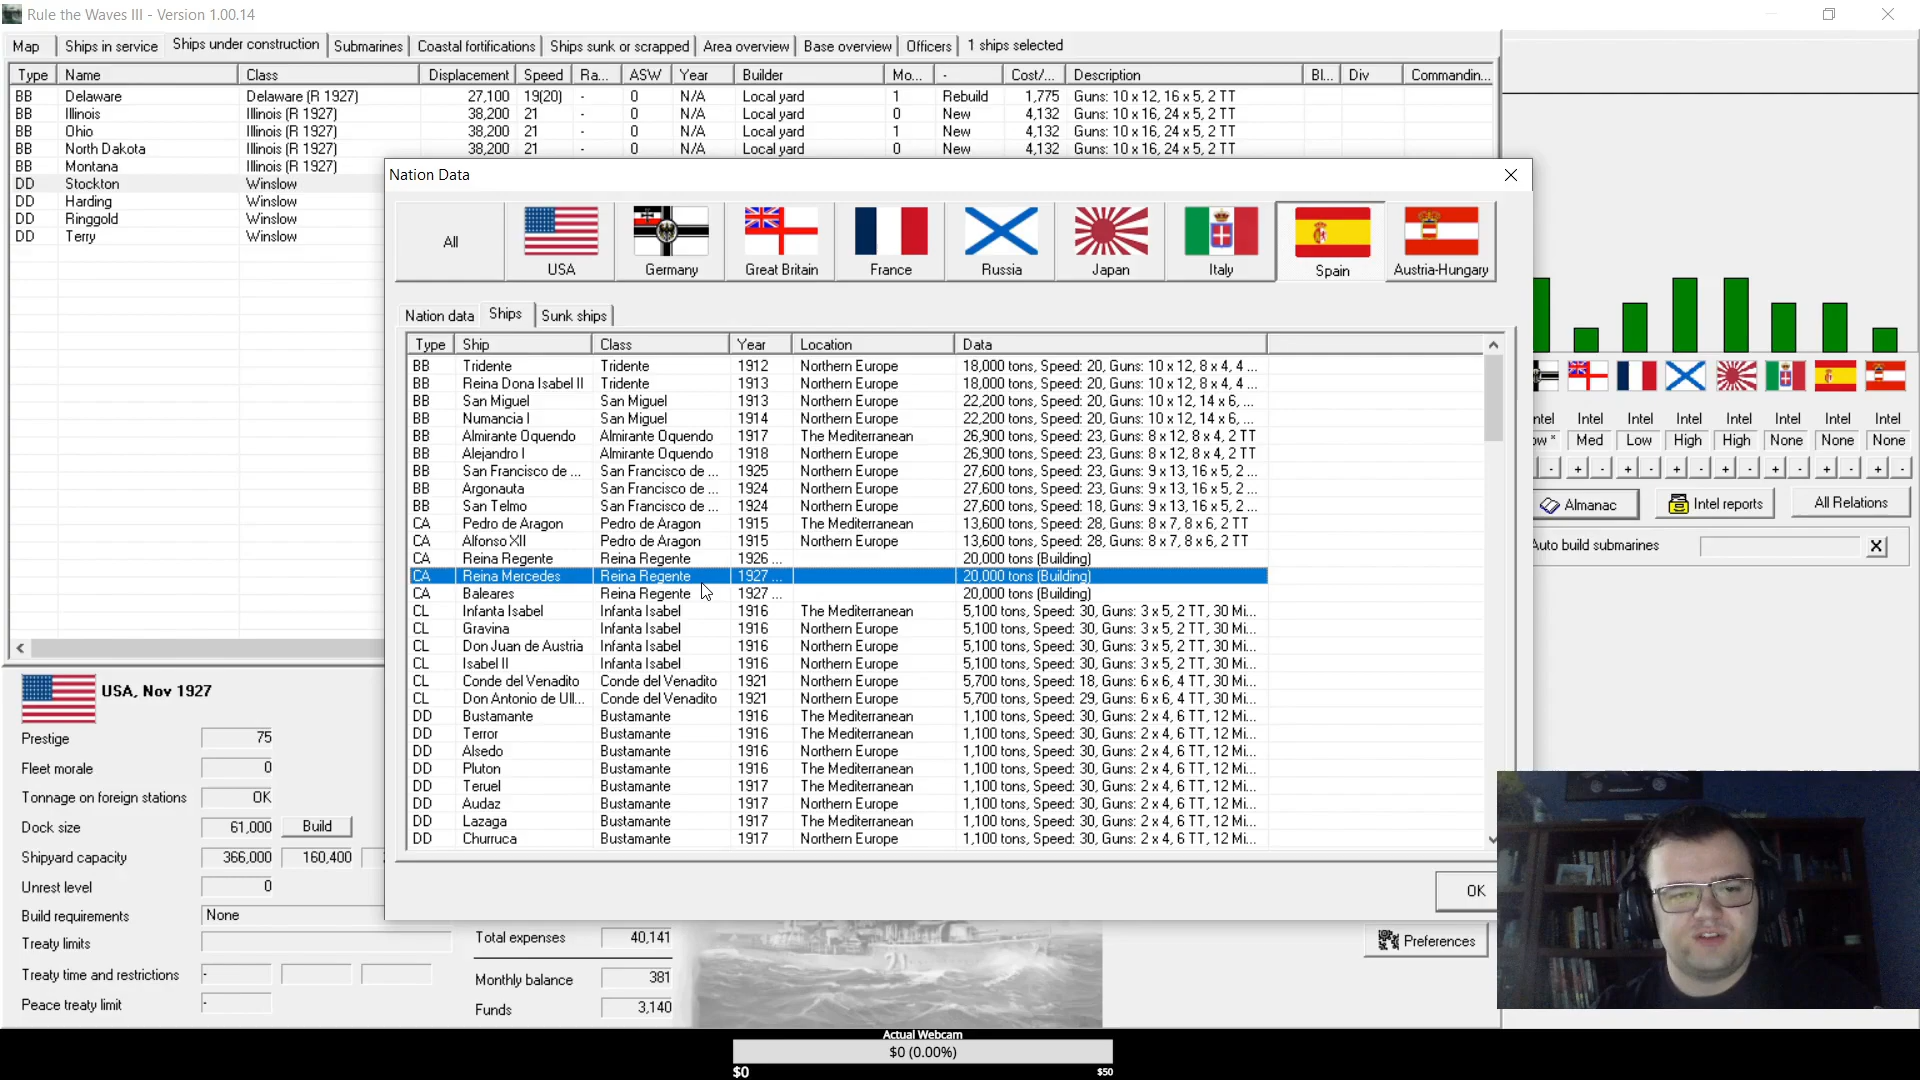 Rule the Waves III - Version 1.00.14
Map Ships in service Ships under construction Submarines Coastal fortifications Ships sunk or scrapped Area overview Base overview Officers 1 ships selected
Type Name Class Displacement Speed Ra... ASW Year Builder Mo... - Cost/... Description Bl... Div Commandin...
BB Delaware Delaware (R 1927) 27,100 19(20) - 0 N/A Local yard 1 Rebuild 1,775 Guns: 10 x 12, 16 x 5, 2 TT
BB Illinois Illinois (R 1927) 38,200 21 - 0 N/A Local yard 0 New 4,132 Guns: 10 x 16, 24 x 5, 2 TT
BB Ohio Illinois (R 1927) 38,200 21 - 0 N/A Local yard 1 New 4,132 Guns: 10 x 16, 24 x 5, 2 TT
BB North Dakota Illinois (R 1927) 38,200 21 - 0 N/A Local yard 0 New 4,132 Guns: 10 x 16, 24 x 5, 2 TT
BB Montana Illinois (R 1927)
DD Stockton Winslow
DD Harding Winslow
DD Ringgold Winslow
DD Terry Winslow
Nation Data
All USA Germany Great Britain France Russia Japan Italy Spain Austria-Hungary
Nation data Ships Sunk ships
Type Ship Class Year Location Data
BB Tridente Tridente 1912 Northern Europe 18,000 tons, Speed: 20, Guns: 10 x 12, 8 x 4, 4 ...
BB Reina Dona Isabel II Tridente 1913 Northern Europe 18,000 tons, Speed: 20, Guns: 10 x 12, 8 x 4, 4 ...
BB San Miguel San Miguel 1913 Northern Europe 22,200 tons, Speed: 20, Guns: 10 x 12, 14 x 6, ...
BB Numancia I San Miguel 1914 Northern Europe 22,200 tons, Speed: 20, Guns: 10 x 12, 14 x 6, ...
BB Almirante Oquendo Almirante Oquendo 1917 The Mediterranean 26,900 tons, Speed: 23, Guns: 8 x 12, 8 x 4, 2 TT
BB Alejandro I Almirante Oquendo 1918 Northern Europe 26,900 tons, Speed: 23, Guns: 8 x 12, 8 x 4, 2 TT
BB San Francisco de ... San Francisco de ... 1925 Northern Europe 27,600 tons, Speed: 23, Guns: 9 x 13, 16 x 5, 2 ...
BB Argonauta San Francisco de ... 1924 Northern Europe 27,600 tons, Speed: 23, Guns: 9 x 13, 16 x 5, 2 ...
BB San Telmo San Francisco de ... 1924 Northern Europe 27,600 tons, Speed: 18, Guns: 9 x 13, 16 x 5, 2 ...
CA Pedro de Aragon Pedro de Aragon 1915 The Mediterranean 13,600 tons, Speed: 28, Guns: 8 x 7, 8 x 6, 2 TT
CA Alfonso XII Pedro de Aragon 1915 Northern Europe 13,600 tons, Speed: 28, Guns: 8 x 7, 8 x 6, 2 TT
CA Reina Regente Reina Regente 1926 ... 20,000 tons (Building)
CA Reina Mercedes Reina Regente 1927 ... 20,000 tons (Building)
CA Baleares Reina Regente 1927 ... 20,000 tons (Building)
CL Infanta Isabel Infanta Isabel 1916 The Mediterranean 5,100 tons, Speed: 30, Guns: 3 x 5, 2 TT, 30 Mi...
CL Gravina Infanta Isabel 1916 Northern Europe 5,100 tons, Speed: 30, Guns: 3 x 5, 2 TT, 30 Mi...
CL Don Juan de Austria Infanta Isabel 1916 Northern Europe 5,100 tons, Speed: 30, Guns: 3 x 5, 2 TT, 30 Mi...
CL Isabel II Infanta Isabel 1916 Northern Europe 5,100 tons, Speed: 30, Guns: 3 x 5, 2 TT, 30 Mi...
CL Conde del Venadito Conde del Venadito 1921 Northern Europe 5,700 tons, Speed: 18, Guns: 6 x 6, 4 TT, 30 Mi...
CL Don Antonio de Ull... Conde del Venadito 1921 Northern Europe 5,700 tons, Speed: 29, Guns: 6 x 6, 4 TT, 30 Mi...
DD Bustamante Bustamante 1916 The Mediterranean 1,100 tons, Speed: 30, Guns: 2 x 4, 6 TT, 12 Mi...
DD Terror Bustamante 1916 The Mediterranean 1,100 tons, Speed: 30, Guns: 2 x 4, 6 TT, 12 Mi...
DD Alsedo Bustamante 1916 Northern Europe 1,100 tons, Speed: 30, Guns: 2 x 4, 6 TT, 12 Mi...
DD Pluton Bustamante 1916 The Mediterranean 1,100 tons, Speed: 30, Guns: 2 x 4, 6 TT, 12 Mi...
DD Teruel Bustamante 1917 The Mediterranean 1,100 tons, Speed: 30, Guns: 2 x 4, 6 TT, 12 Mi...
DD Audaz Bustamante 1917 Northern Europe 1,100 tons, Speed: 30, Guns: 2 x 4, 6 TT, 12 Mi...
DD Lazaga Bustamante 1917 The Mediterranean 1,100 tons, Speed: 30, Guns: 2 x 4, 6 TT, 12 Mi...
DD Churruca Bustamante 1917 Northern Europe 1,100 tons, Speed: 30, Guns: 2 x 4, 6 TT, 12 Mi...
OK
ntel Intel Intel Intel Intel Intel Intel Intel
ow * Med Low High High None None None
- + - + - + - + - + - + - + -
Almanac Intel reports All Relations
Auto build submarines X
USA, Nov 1927
Prestige 75
Fleet morale 0
Tonnage on foreign stations OK
Dock size 61,000 Build
Shipyard capacity 366,000 160,400
Unrest level 0
Build requirements None
Treaty limits
Treaty time and restrictions -
Peace treaty limit -
Total expenses 40,141
Monthly balance 381
Funds 3,140
Preferences
Actual Webcam
$0 (0.00%)
$0 $50